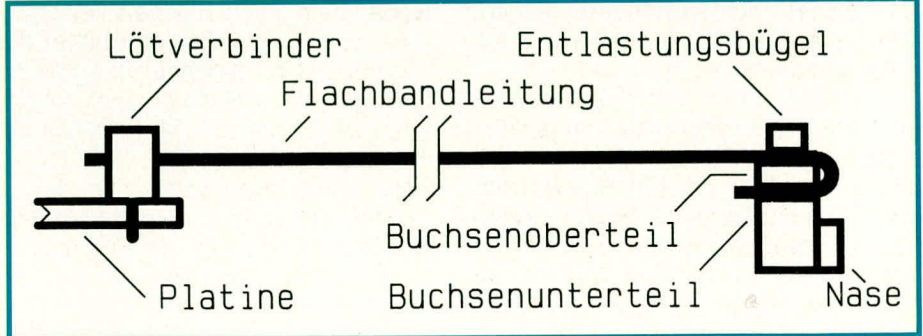 Lötverbinder
Entlastungsbügel
Flachbandleitung
Buchsenoberteil
Platine
Buchsenunterteil
Nase